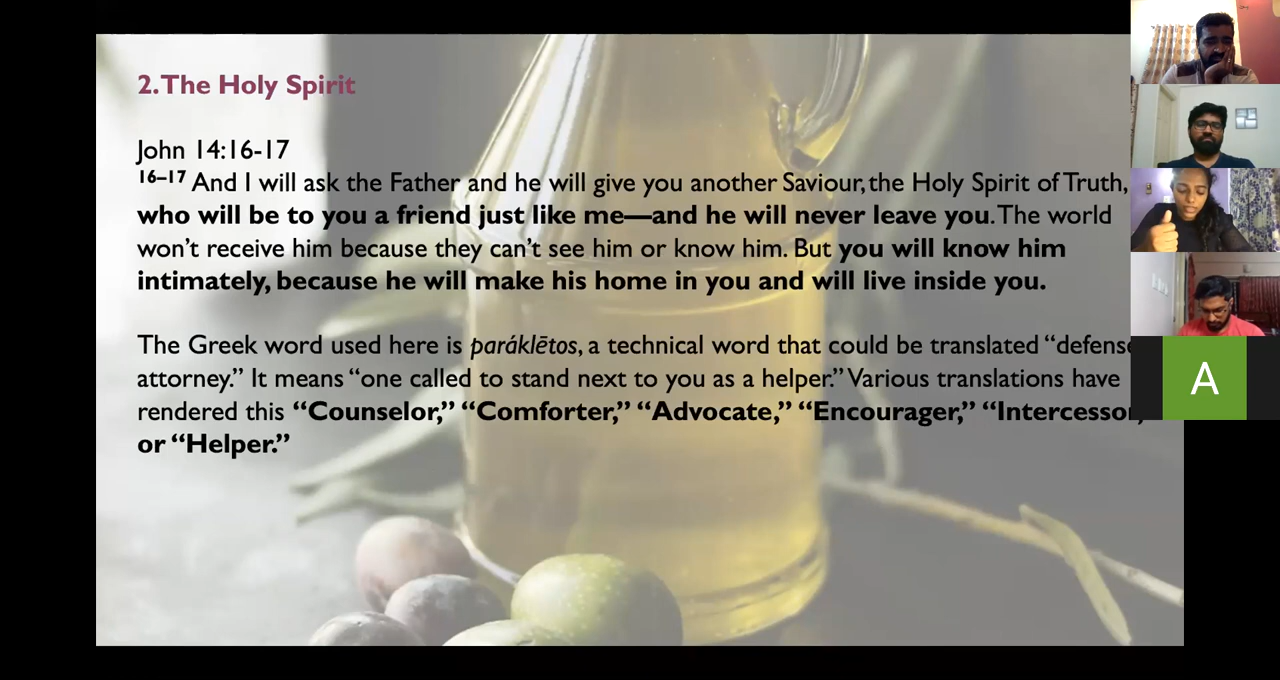 2. The Holy Spirit
John 14:16-17
16–17 And I will ask the Father and he will give you another Saviour, the Holy Spirit of Truth,
who will be to you a friend just like me—and he will never leave you. The world
won’t receive him because they can’t see him or know him. But you will know him
intimately, because he will make his home in you and will live inside you.
The Greek word used here is paráklētos, a technical word that could be translated “defense
attorney.” It means “one called to stand next to you as a helper.” Various translations have
rendered this “Counselor,” “Comforter,” “Advocate,” “Encourager,” “Intercessor,
or “Helper.”
A